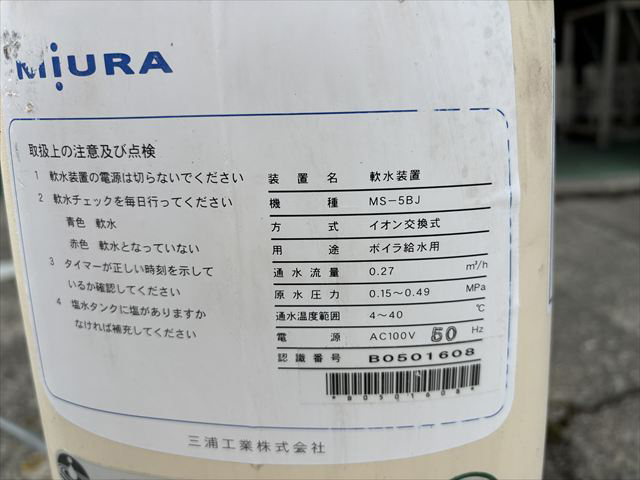 MiURA
取扱上の注意及び点検
1 軟水装置の電源は切らないでください
2 軟水チェックを毎日行ってください
青色 軟水
赤色 軟水となっていない
3 タイマーが正しい時刻を示して
いるか確認してください
4 塩水タンクに塩がありますか
なければ補充してください
装置名 軟水装置
機種 MS-5BJ
方式 イオン交換式
用途 ボイラ給水用
通水流量 0.27 m³/h
原水圧力 0.15～0.49 MPa
通水温度範囲 4～40 ℃
電源 AC100V 50 Hz
認識番号 B0501608
*B0501608*
三浦工業株式会社